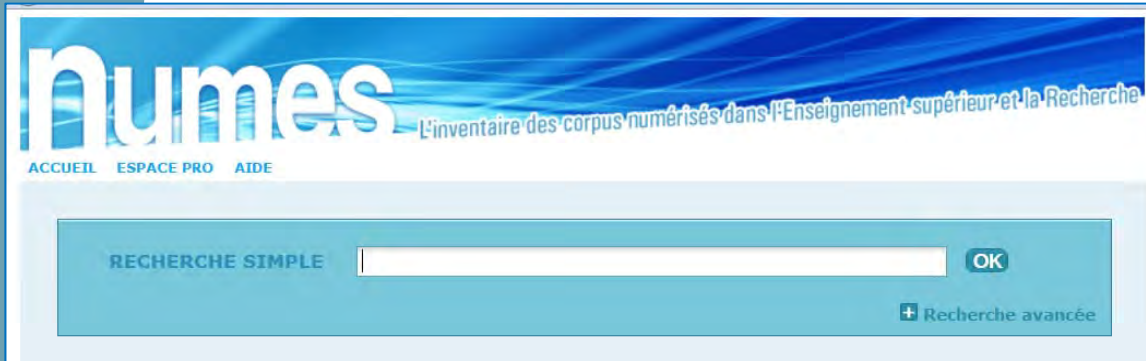 numes
L'inventaire des corpus numérisés dans l'Enseignement supérieur et la Recherche
ACCUEIL ESPACE PRO AIDE
RECHERCHE SIMPLE OK
Recherche avancée